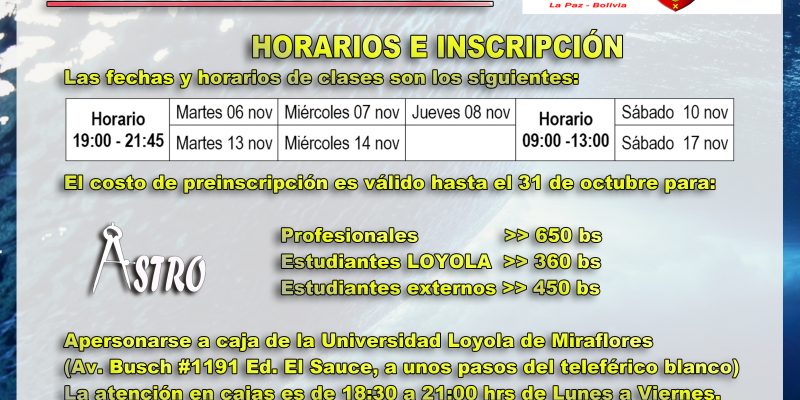 La Paz - Bolivia
HORARIOS E INSCRIPCIÓN
Las fechas y horarios de clases son los siguientes:
Horario 19:00 - 21:45
Martes 06 nov Miércoles 07 nov Jueves 08 nov
Martes 13 nov Miércoles 14 nov
Horario 09:00 -13:00
Sábado 10 nov
Sábado 17 nov
El costo de preinscripción es válido hasta el 31 de octubre para:
ASTRO
Profesionales >> 650 bs
Estudiantes LOYOLA >> 360 bs
Estudiantes externos >> 450 bs
Apersonarse a caja de la Universidad Loyola de Miraflores
(Av. Busch #1191 Ed. El Sauce, a unos pasos del teleférico blanco)
La atención en cajas es de 18:30 a 21:00 hrs de Lunes a Viernes.